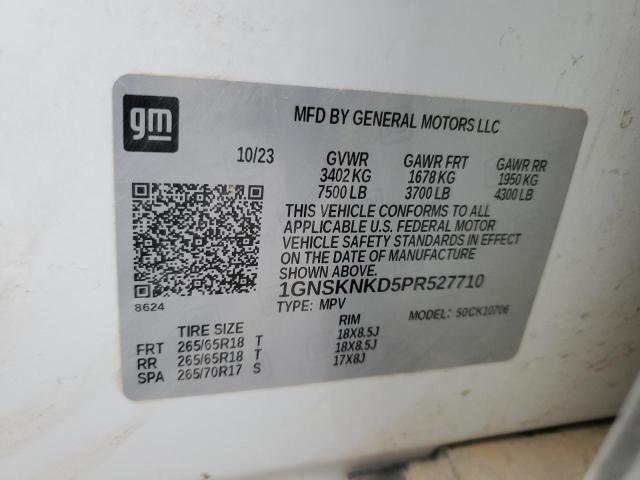 gm
MFD BY GENERAL MOTORS LLC
10/23 GVWR GAWR FRT GAWR RR
3402 KG 1678 KG 1950 KG
7500 LB 3700 LB 4300 LB
THIS VEHICLE CONFORMS TO ALL
APPLICABLE U.S. FEDERAL MOTOR
VEHICLE SAFETY STANDARDS IN EFFECT
ON THE DATE OF MANUFACTURE
SHOWN ABOVE.
1GNSKNKD5PR527710
8624
TYPE: MPV MODEL: 50CK10706
TIRE SIZE RIM
FRT 265/65R18 T 18X8.5J
RR 265/65R18 T 18X8.5J
SPA 265/70R17 S 17X8J